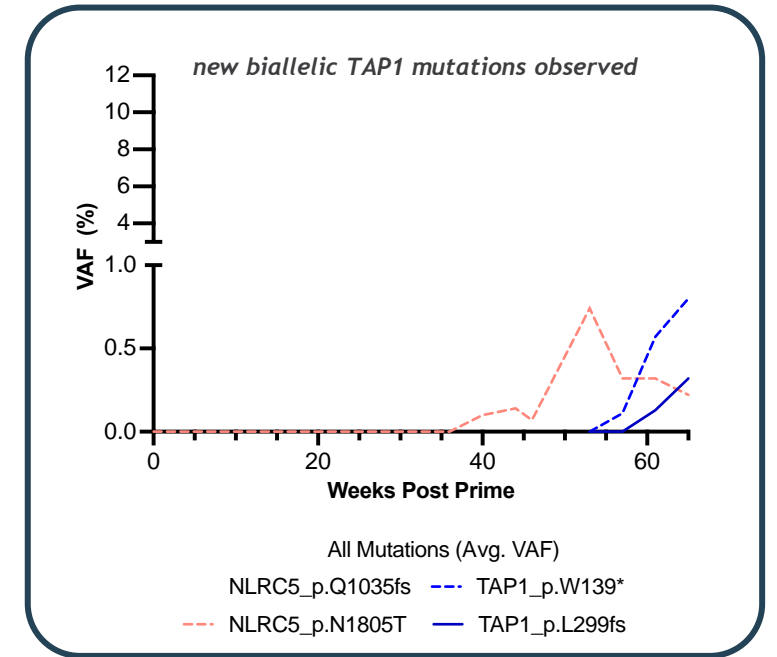 new biallelic TAP1 mutations observed
12
10
8
6
4
VAF (%)
1.0
0.5
0.0
0 20 40 60
Weeks Post Prime
All Mutations (Avg. VAF)
NLRC5_p.Q1035fs TAP1_p.W139*
NLRC5_p.N1805T TAP1_p.L299fs